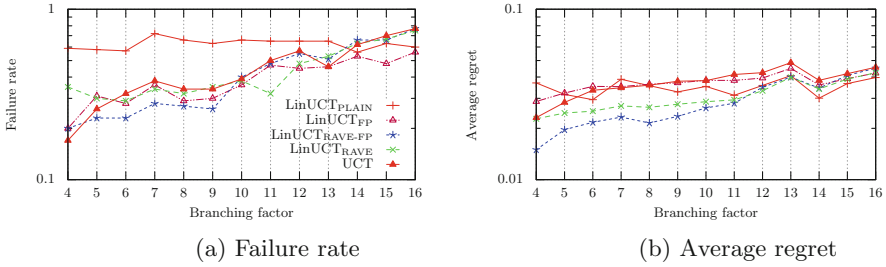 1
0.1
Failure rate
4 5 6 7 8 9 10 11 12 13 14 15 16
Branching factor
LinUCT_PLAIN
LinUCT_FP
LinUCT_RAVE-FP
LinUCT_RAVE
UCT
(a) Failure rate
0.1
0.01
Average regret
4 5 6 7 8 9 10 11 12 13 14 15 16
Branching factor
(b) Average regret